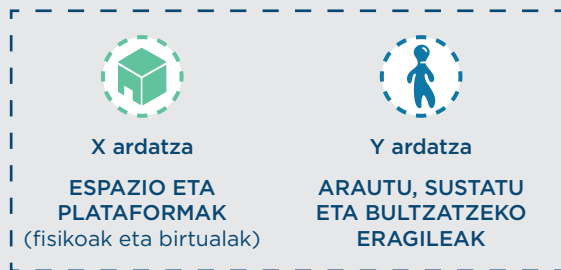 X ardatza
ESPAZIO ETA
PLATAFORMAK
(fisikoak eta birtualak)
Y ardatza
ARAUTU, SUSTATU
ETA BULTZATZEKO
ERAGILEAK